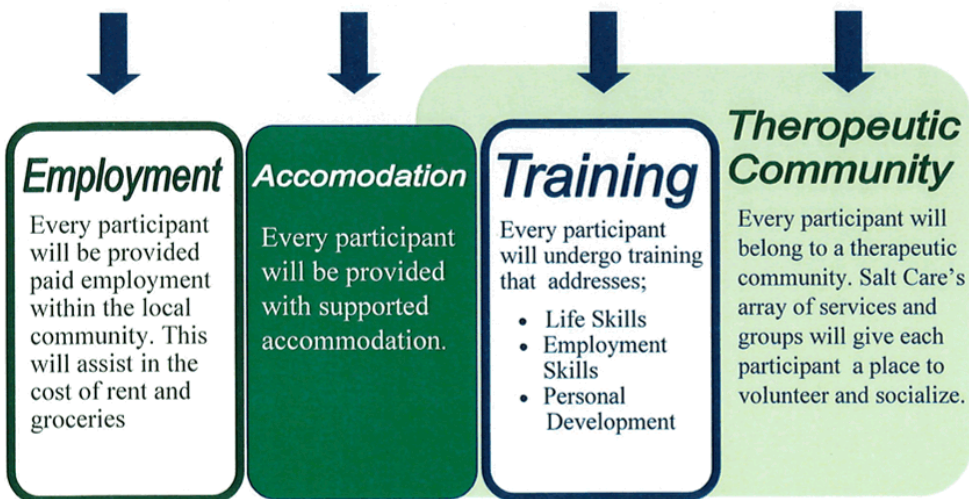 Employment
Every participant
will be provided
paid employment
within the local
community. This
will assist in the
cost of rent and
groceries
Accomodation
Every participant
will be provided
with supported
accommodation.
Training
Every participant
will undergo training
that addresses;
• Life Skills
• Employment
Skills
• Personal
Development
Theropeutic
Community
Every participant will
belong to a therapeutic
community. Salt Care's
array of services and
groups will give each
participant a place to
volunteer and socialize.